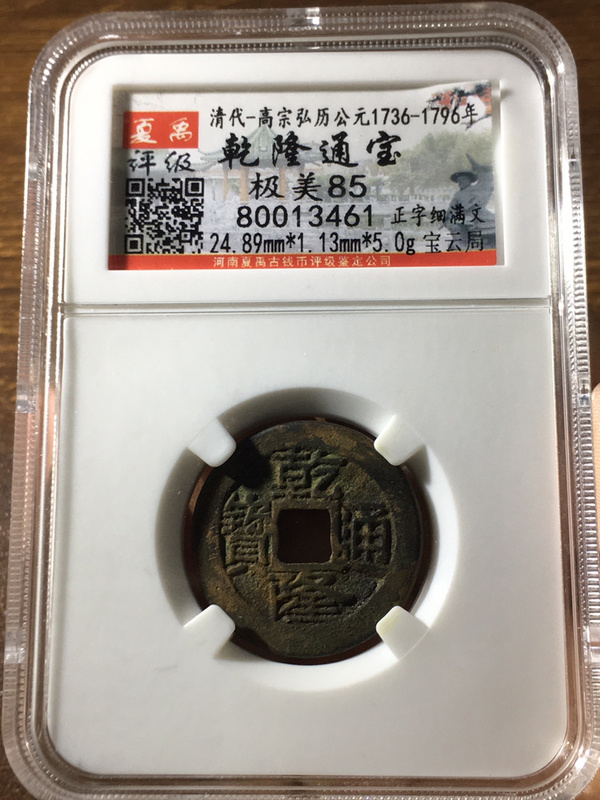 清代-高宗弘历公元1736-1796年
夏禹
评级
乾隆通宝
极美85
80013461 正字细满文
24.89mm*1.13mm*5.0g 宝云局
河南夏禹古钱币评级鉴定公司
乾隆通寳